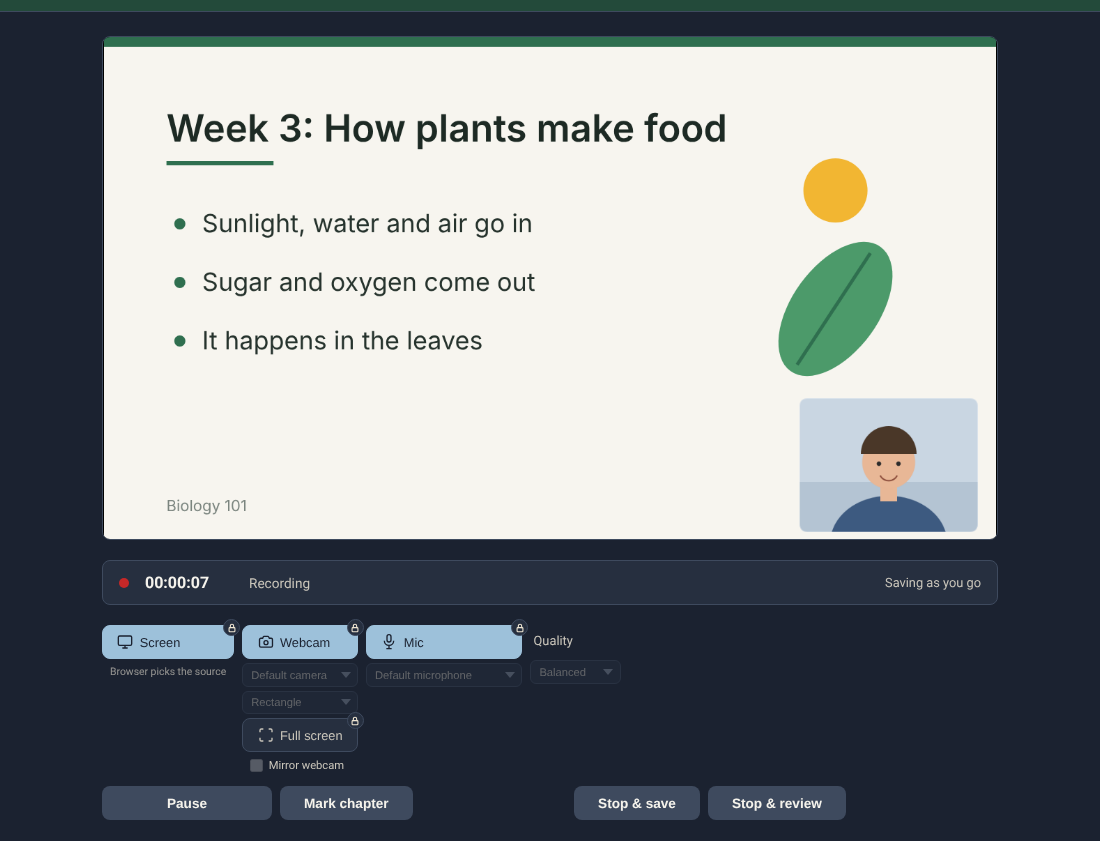 Week 3: How plants make food
Sunlight, water and air go in
Sugar and oxygen come out
It happens in the leaves
Biology 101
00:00:07 Recording Saving as you go
Screen Webcam Mic Quality
Browser picks the source Default camera Default microphone Balanced
Rectangle
Full screen
Mirror webcam
Pause Mark chapter Stop & save Stop & review